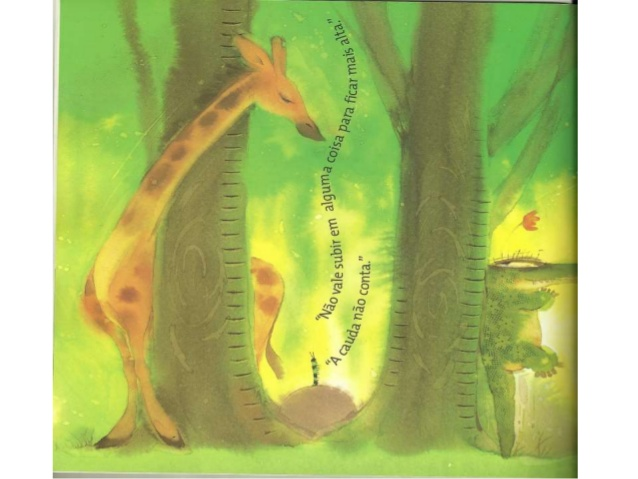 “Não vale subir em alguma coisa para ficar mais alta.”
“A cauda não conta.”